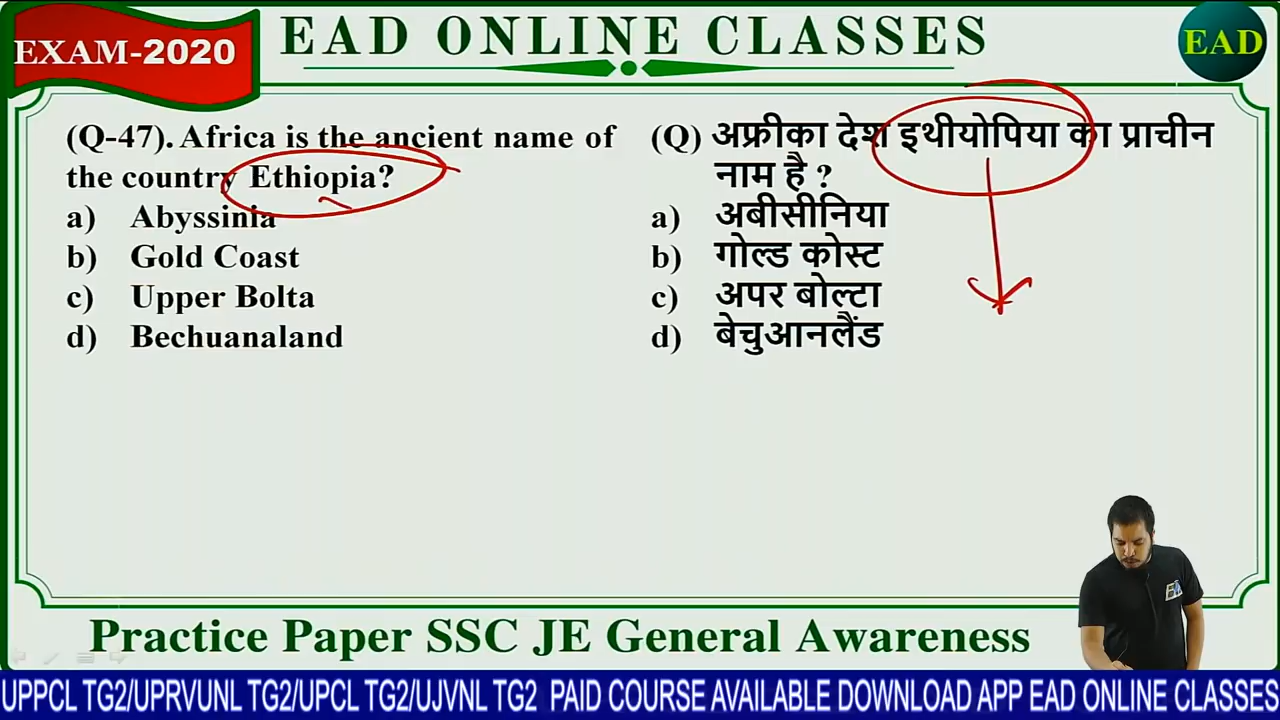 EXAM-2020
EAD ONLINE CLASSES
EAD
(Q-47). Africa is the ancient name of
the country Ethiopia?
a) Abyssinia
b) Gold Coast
c) Upper Bolta
d) Bechuanaland
(Q) अफ्रीका देश इथीयोपिया का प्राचीन
नाम है ?
a) अबीसीनिया
b) गोल्ड कोस्ट
c) अपर बोल्टा
d) बेचुआनलैंड
Practice Paper SSC JE General Awareness
UPPCL TG2/UPRVUNL TG2/UPCL TG2/UJVNL TG2 PAID COURSE AVAILABLE DOWNLOAD APP EAD ONLINE CLASSES